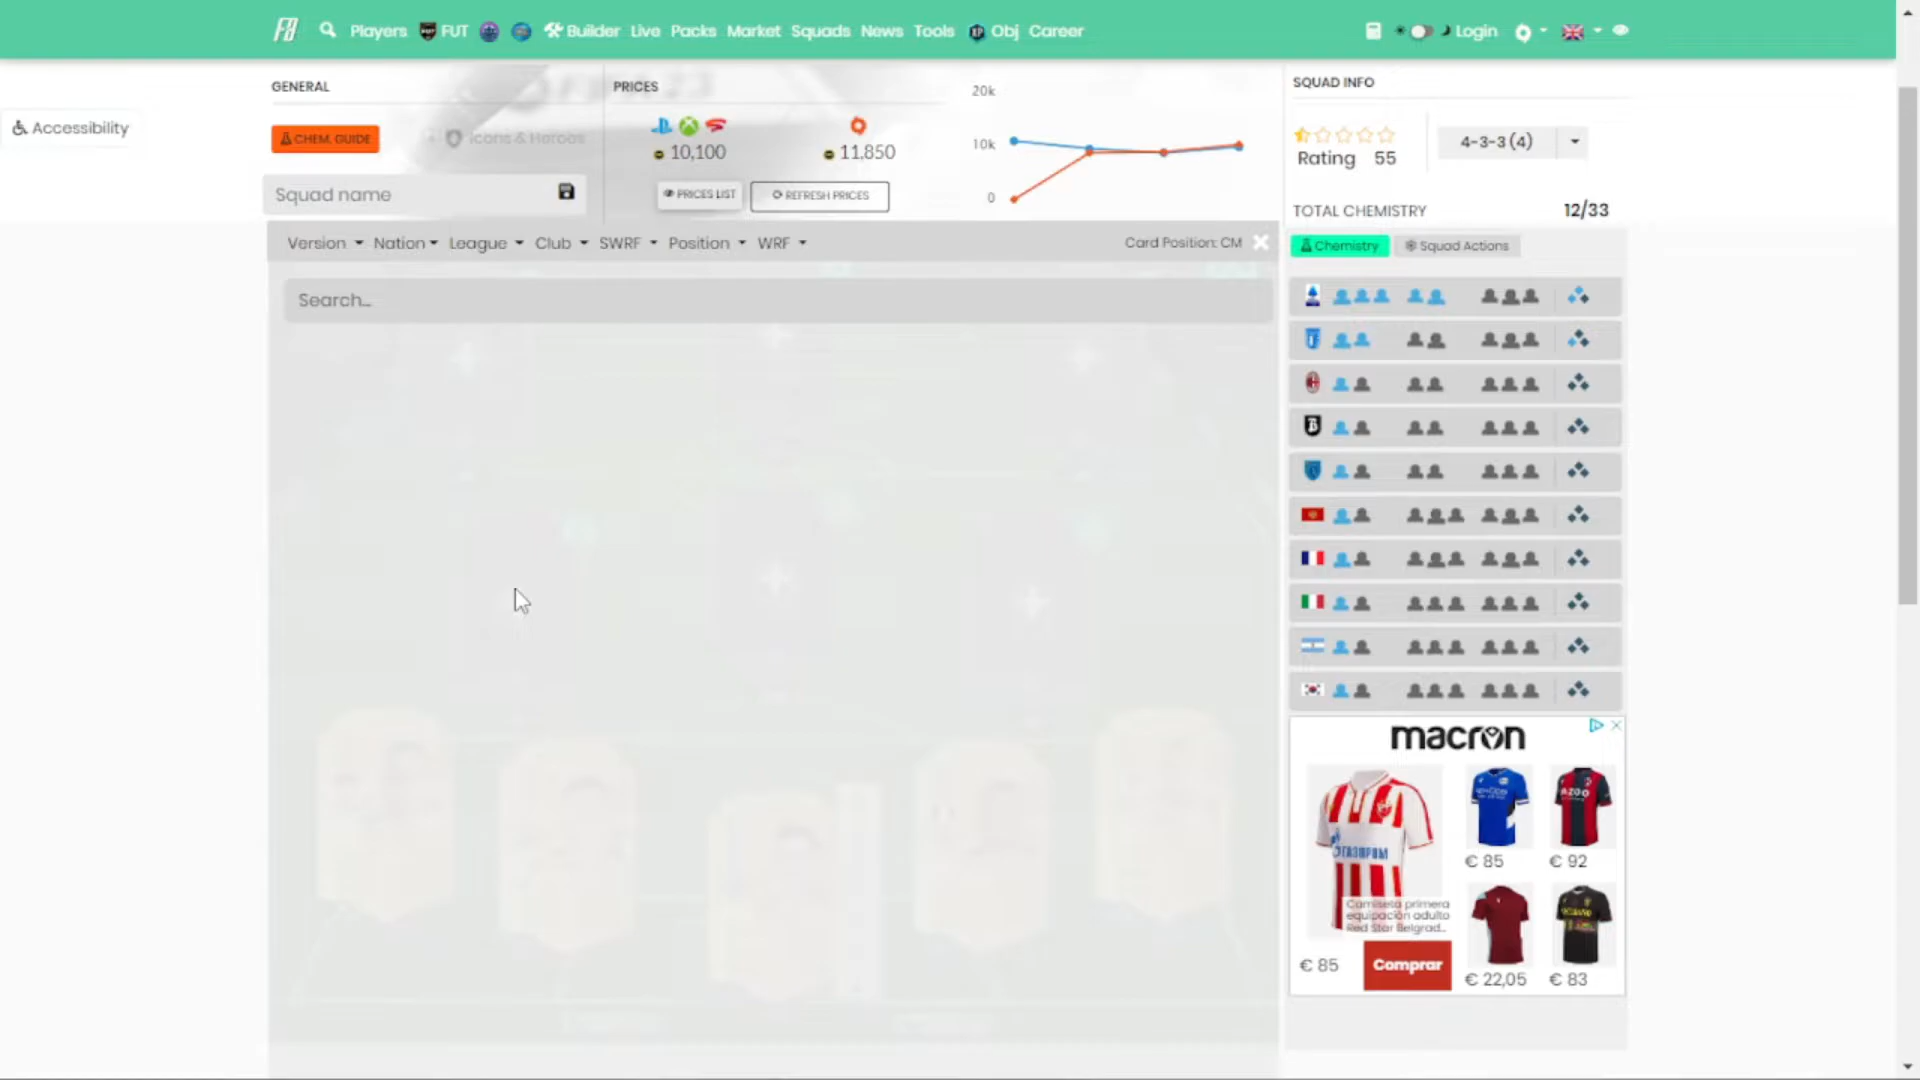 Players FUT Builder Live Packs Market Squads News Tools Obj Career Login
Accessibility
GENERAL
CHEM. GUIDE
Icons & Heroes
Squad name
PRICES
10,100
11,850
PRICES LIST
REFRESH PRICES
20k
10k
0
SQUAD INFO
Rating 55
4-3-3 (4)
TOTAL CHEMISTRY 12/33
Chemistry
Squad Actions
Version Nation League Club SWRF Position WRF
Card Position: CM
Search...
macron
Camiseta primera
equipación adulto
Red Star Belgrad...
€ 85
Comprar
€ 85
€ 92
€ 22,05
€ 83